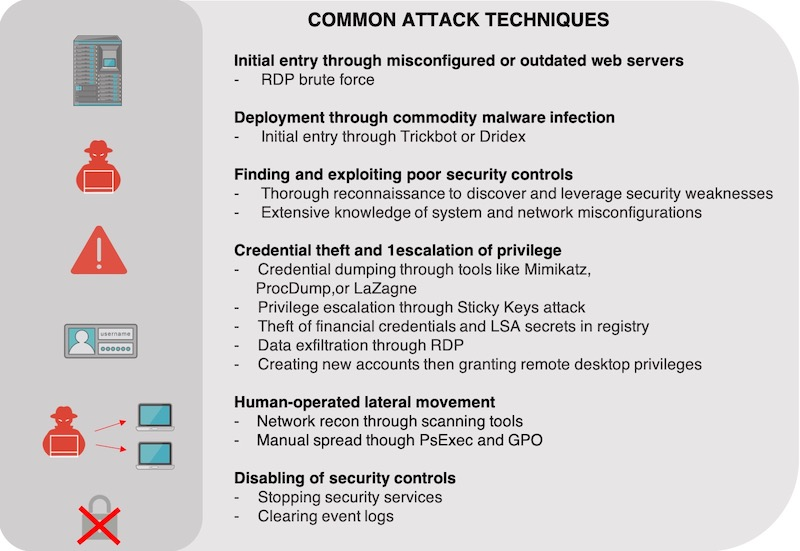 COMMON ATTACK TECHNIQUES
Initial entry through misconfigured or outdated web servers
- RDP brute force
Deployment through commodity malware infection
- Initial entry through Trickbot or Dridex
Finding and exploiting poor security controls
- Thorough reconnaissance to discover and leverage security weaknesses
- Extensive knowledge of system and network misconfigurations
Credential theft and 1escalation of privilege
- Credential dumping through tools like Mimikatz,
ProcDump,or LaZagne
- Privilege escalation through Sticky Keys attack
username
- Theft of financial credentials and LSA secrets in registry
- Data exfiltration through RDP
- Creating new accounts then granting remote desktop privileges
Human-operated lateral movement
- Network recon through scanning tools
- Manual spread though PsExec and GPO
Disabling of security controls
- Stopping security services
- Clearing event logs